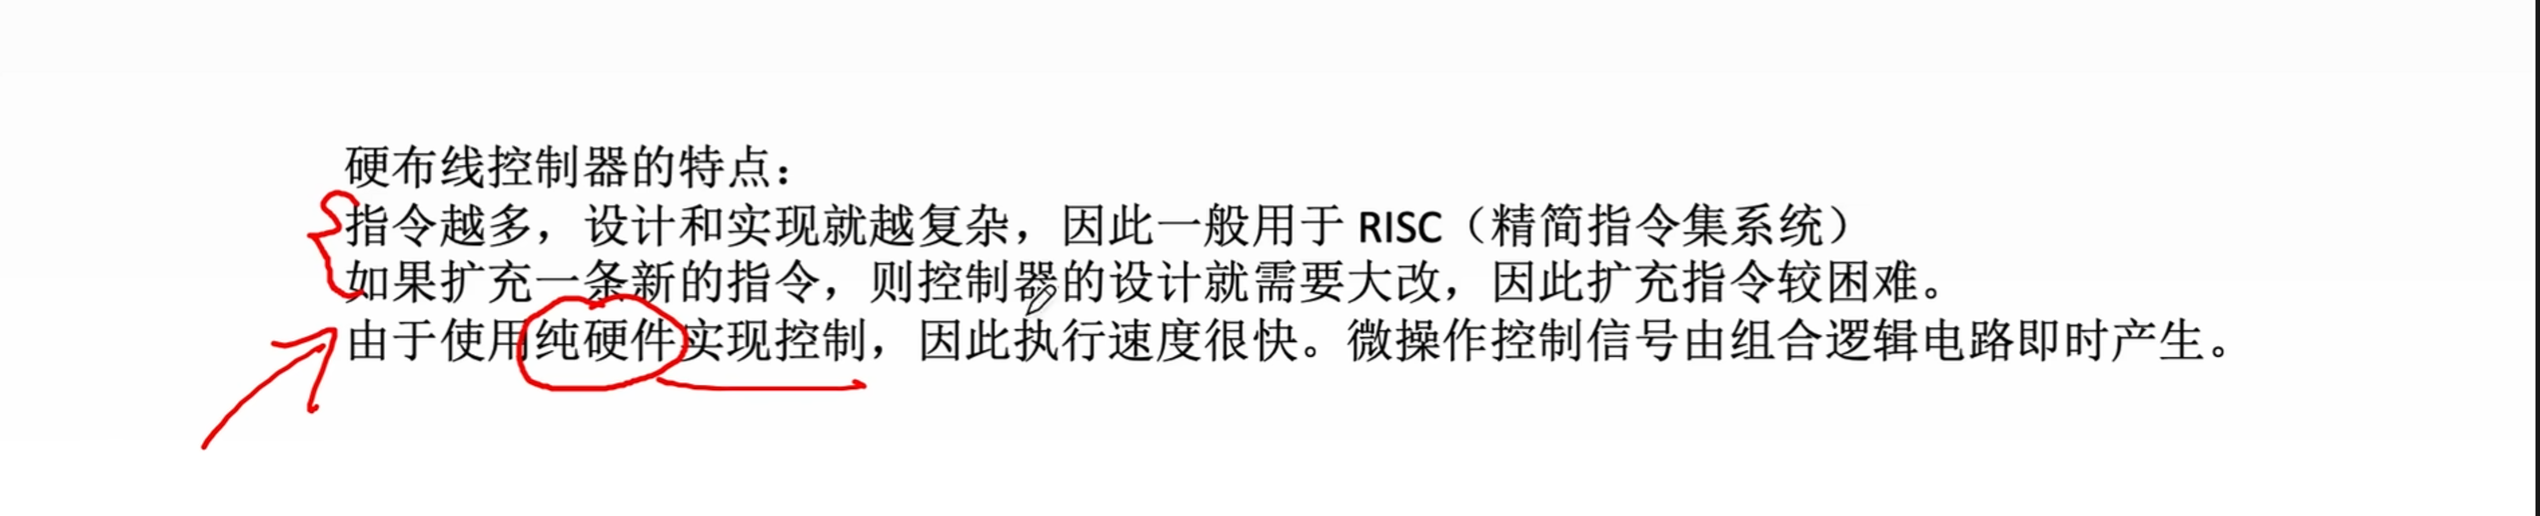 硬布线控制器的特点：
指令越多，设计和实现就越复杂，因此一般用于 RISC（精简指令集系统）
如果扩充一条新的指令，则控制器的设计就需要大改，因此扩充指令较困难。
由于使用纯硬件实现控制，因此执行速度很快。微操作控制信号由组合逻辑电路即时产生。